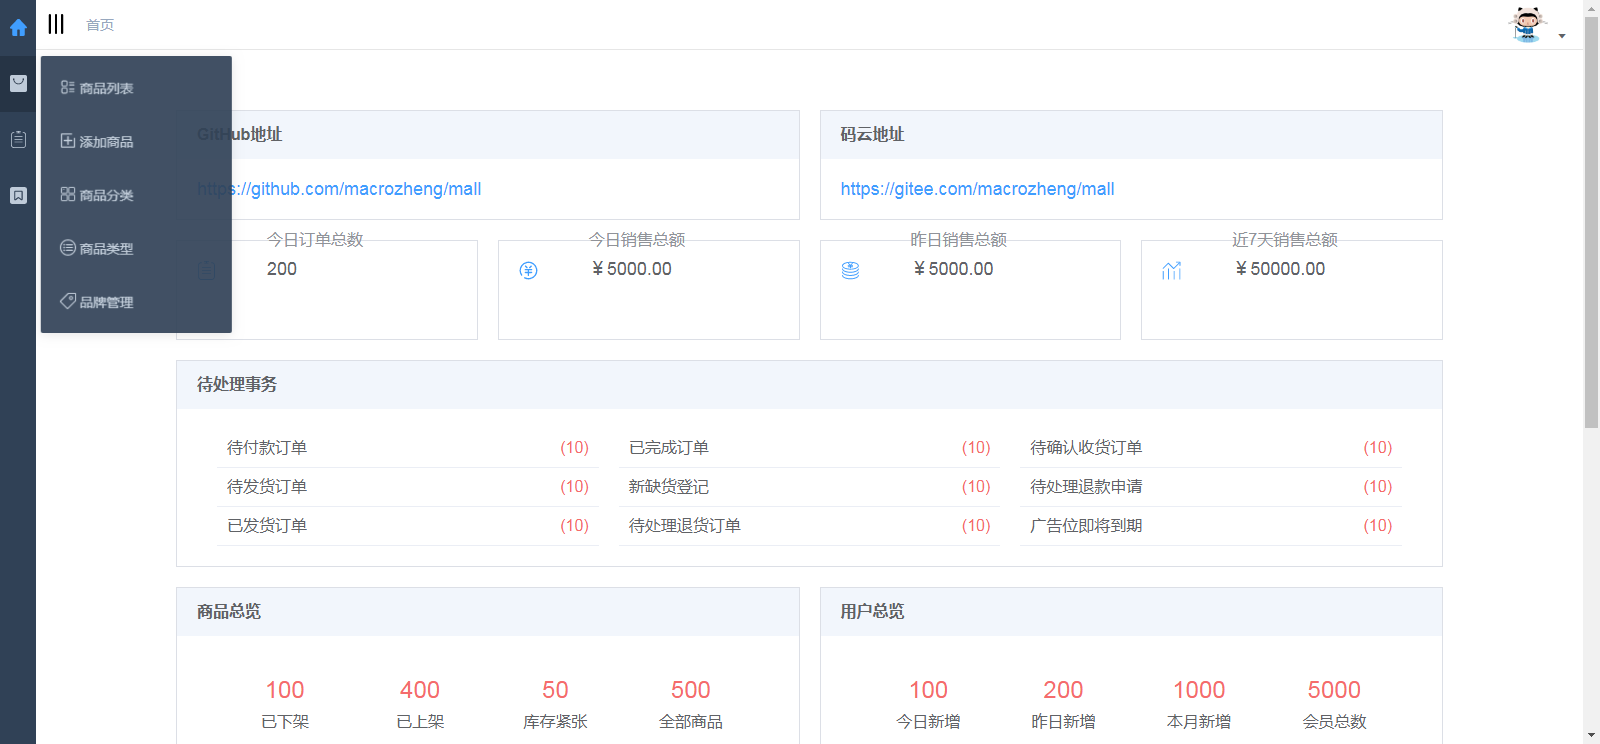 首页
商品列表
添加商品
商品分类
商品类型
品牌管理
GitHub地址
https://github.com/macrozheng/mall
码云地址
https://gitee.com/macrozheng/mall
今日订单总数
200
今日销售总额
¥ 5000.00
昨日销售总额
¥ 5000.00
近7天销售总额
¥ 50000.00
待处理事务
待付款订单 (10)
已完成订单 (10)
待确认收货订单 (10)
待发货订单 (10)
新缺货登记 (10)
待处理退款申请 (10)
已发货订单 (10)
待处理退货订单 (10)
广告位即将到期 (10)
商品总览
100 400 50 500
已下架 已上架 库存紧张 全部商品
用户总览
100 200 1000 5000
今日新增 昨日新增 本月新增 会员总数